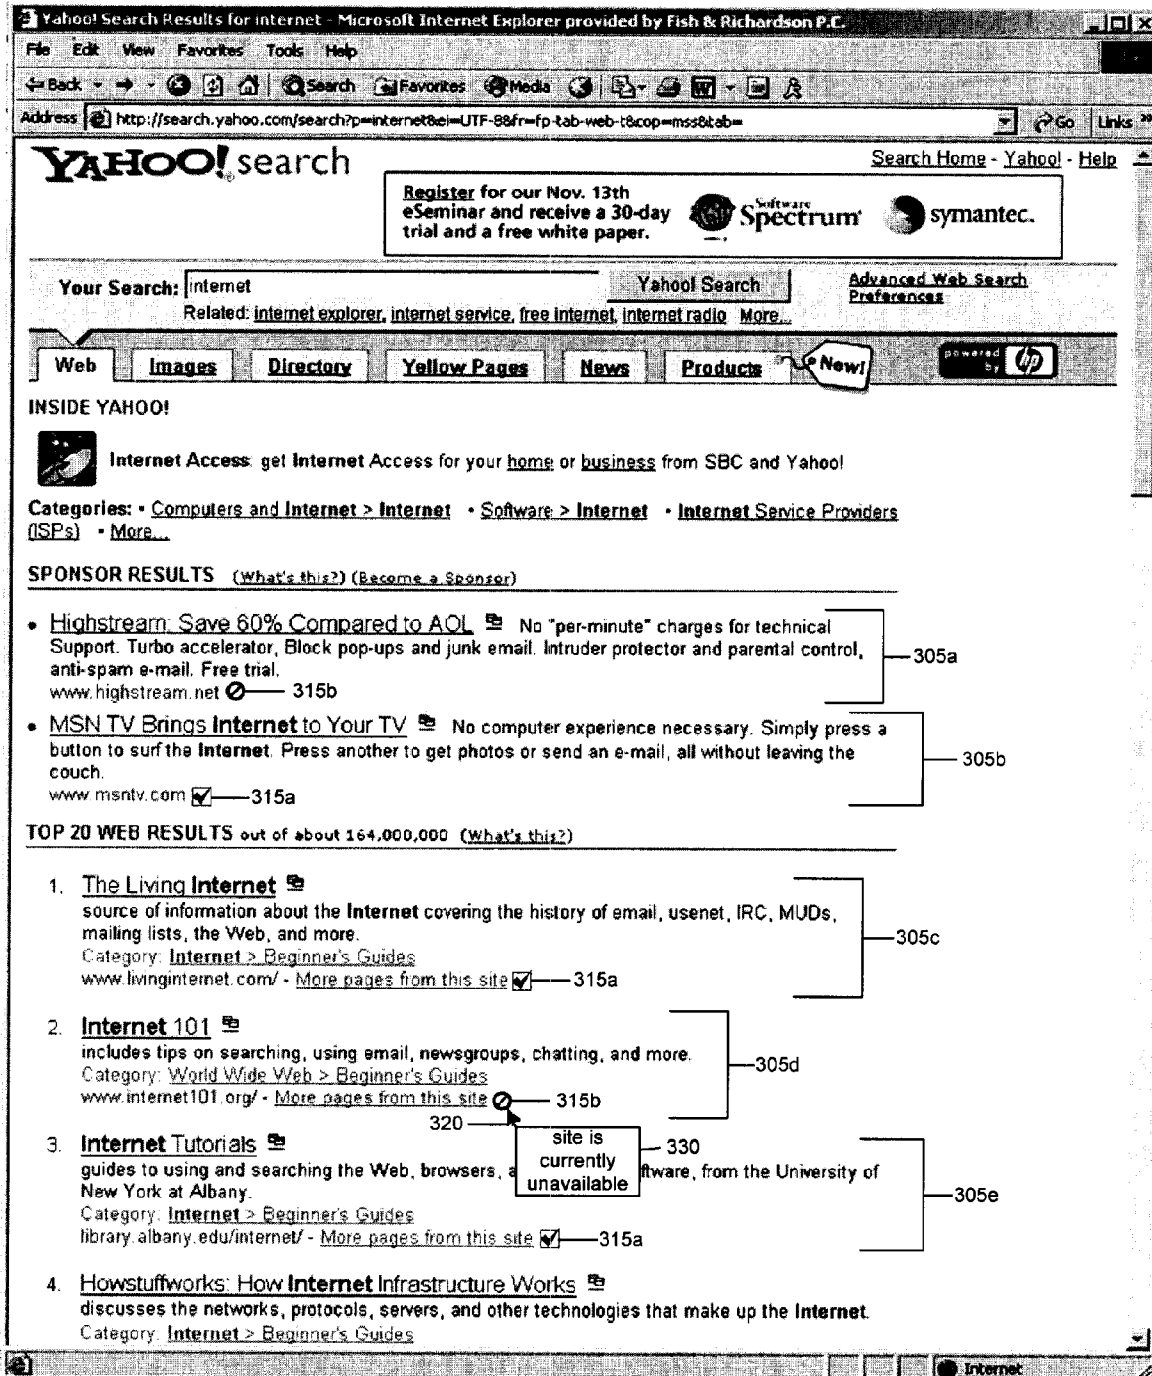 Yahoo! Search Results for internet - Microsoft Internet Explorer provided by Fish & Richardson P.C.
File Edit View Favorites Tools Help
Back Search Favorites Media
Address http://search.yahoo.com/search?p=internet&ei=UTF-8&fr=fp-tab-web-t&cop=mss&tab= Go Links »
YAHOO! search
Search Home - Yahoo! - Help
Register for our Nov. 13th
eSeminar and receive a 30-day
trial and a free white paper.
Software
Spectrum
symantec.
Your Search: internet Yahoo! Search
Advanced Web Search
Preferences
Related: internet explorer, internet service, free internet, internet radio More...
Web Images Directory Yellow Pages News Products New! powered by hp
INSIDE YAHOO!
Internet Access: get Internet Access for your home or business from SBC and Yahoo!
Categories: • Computers and Internet > Internet • Software > Internet • Internet Service Providers
(ISPs) • More...
SPONSOR RESULTS (What's this?) (Become a Sponsor)
• Highstream: Save 60% Compared to AOL No "per-minute" charges for technical
Support. Turbo accelerator, Block pop-ups and junk email. Intruder protector and parental control,
anti-spam e-mail. Free trial.
www.highstream.net 315b
305a
• MSN TV Brings Internet to Your TV No computer experience necessary. Simply press a
button to surf the Internet. Press another to get photos or send an e-mail, all without leaving the
couch.
www.msntv.com 315a
305b
TOP 20 WEB RESULTS out of about 164,000,000 (What's this?)
1. The Living Internet
source of information about the Internet covering the history of email, usenet, IRC, MUDs,
mailing lists, the Web, and more.
Category: Internet > Beginner's Guides
www.livinginternet.com/ - More pages from this site 315a
305c
2. Internet 101
includes tips on searching, using email, newsgroups, chatting, and more.
Category: World Wide Web > Beginner's Guides
www.internet101.org/ - More pages from this site 315b
305d
320
site is
currently
unavailable
330
3. Internet Tutorials
guides to using and searching the Web, browsers, a ftware, from the University of
New York at Albany.
Category: Internet > Beginner's Guides
library.albany.edu/internet/ - More pages from this site 315a
305e
4. Howstuffworks: How Internet Infrastructure Works
discusses the networks, protocols, servers, and other technologies that make up the Internet.
Category: Internet > Beginner's Guides
Internet